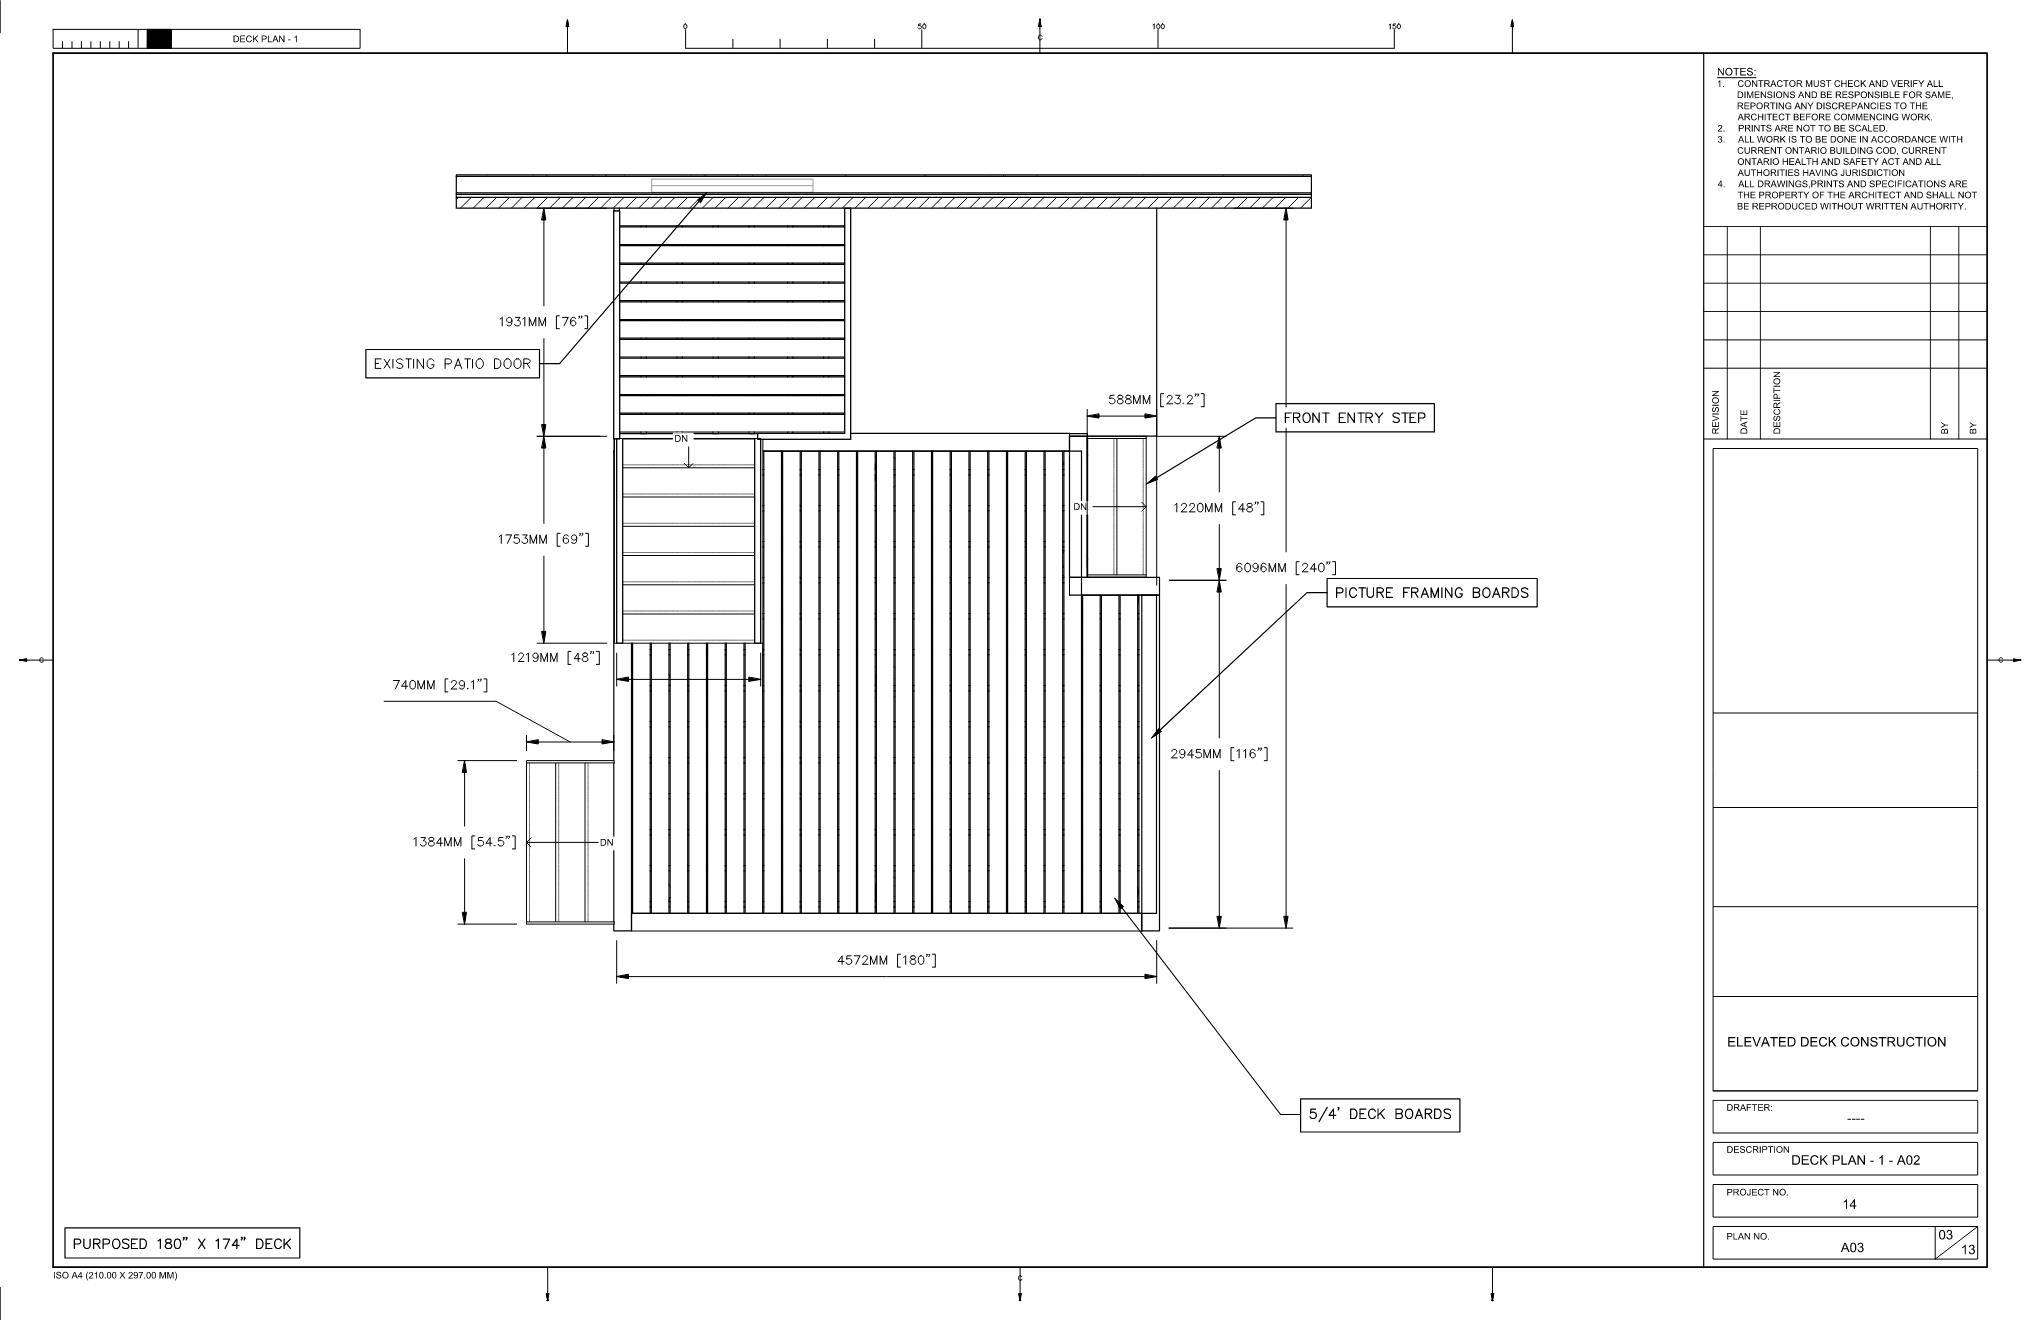 DECK PLAN - 1
0
50
100
150
C
NOTES:
1. CONTRACTOR MUST CHECK AND VERIFY ALL
DIMENSIONS AND BE RESPONSIBLE FOR SAME,
REPORTING ANY DISCREPANCIES TO THE
ARCHITECT BEFORE COMMENCING WORK.
2. PRINTS ARE NOT TO BE SCALED.
3. ALL WORK IS TO BE DONE IN ACCORDANCE WITH
CURRENT ONTARIO BUILDING COD, CURRENT
ONTARIO HEALTH AND SAFETY ACT AND ALL
AUTHORITIES HAVING JURISDICTION
4. ALL DRAWINGS,PRINTS AND SPECIFICATIONS ARE
THE PROPERTY OF THE ARCHITECT AND SHALL NOT
BE REPRODUCED WITHOUT WRITTEN AUTHORITY.
REVISION
DATE
DESCRIPTION
BY
BY
1931MM [76"]
EXISTING PATIO DOOR
588MM [23.2"]
FRONT ENTRY STEP
DN
DN
1220MM [48"]
1753MM [69"]
6096MM [240"]
PICTURE FRAMING BOARDS
1219MM [48"]
C
C
740MM [29.1"]
2945MM [116"]
1384MM [54.5"]
DN
4572MM [180"]
5/4' DECK BOARDS
ELEVATED DECK CONSTRUCTION
DRAFTER:
----
DESCRIPTION
DECK PLAN - 1 - A02
PROJECT NO.
14
PLAN NO.
A03
03
13
PURPOSED 180" X 174" DECK
ISO A4 (210.00 X 297.00 MM)
C